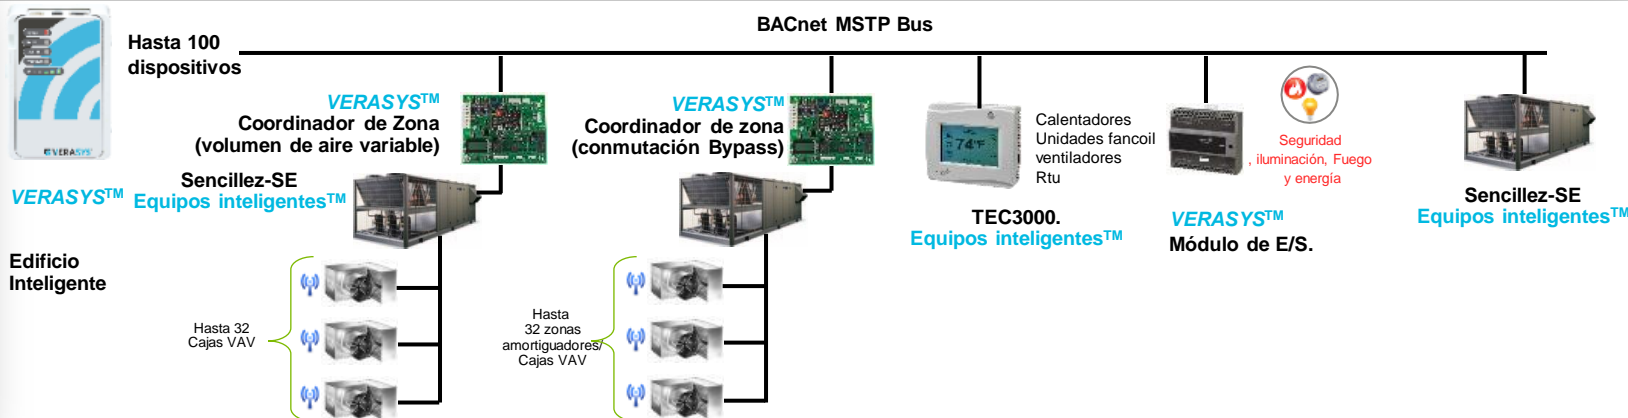 BACnet MSTP Bus
Hasta 100
dispositivos
VERASYS
VERASYS™
Edificio
Inteligente
VERASYS™
Coordinador de Zona
(volumen de aire variable)
Sencillez-SE
Equipos inteligentes™
Hasta 32
Cajas VAV
VERASYS™
Coordinador de zona
(conmutación Bypass)
Hasta
32 zonas
amortiguadores/
Cajas VAV
74°F
Calentadores
Unidades fancoil
ventiladores
Rtu
TEC3000.
Equipos inteligentes™
Seguridad
, iluminación, Fuego
y energía
VERASYS™
Módulo de E/S.
Sencillez-SE
Equipos inteligentes™